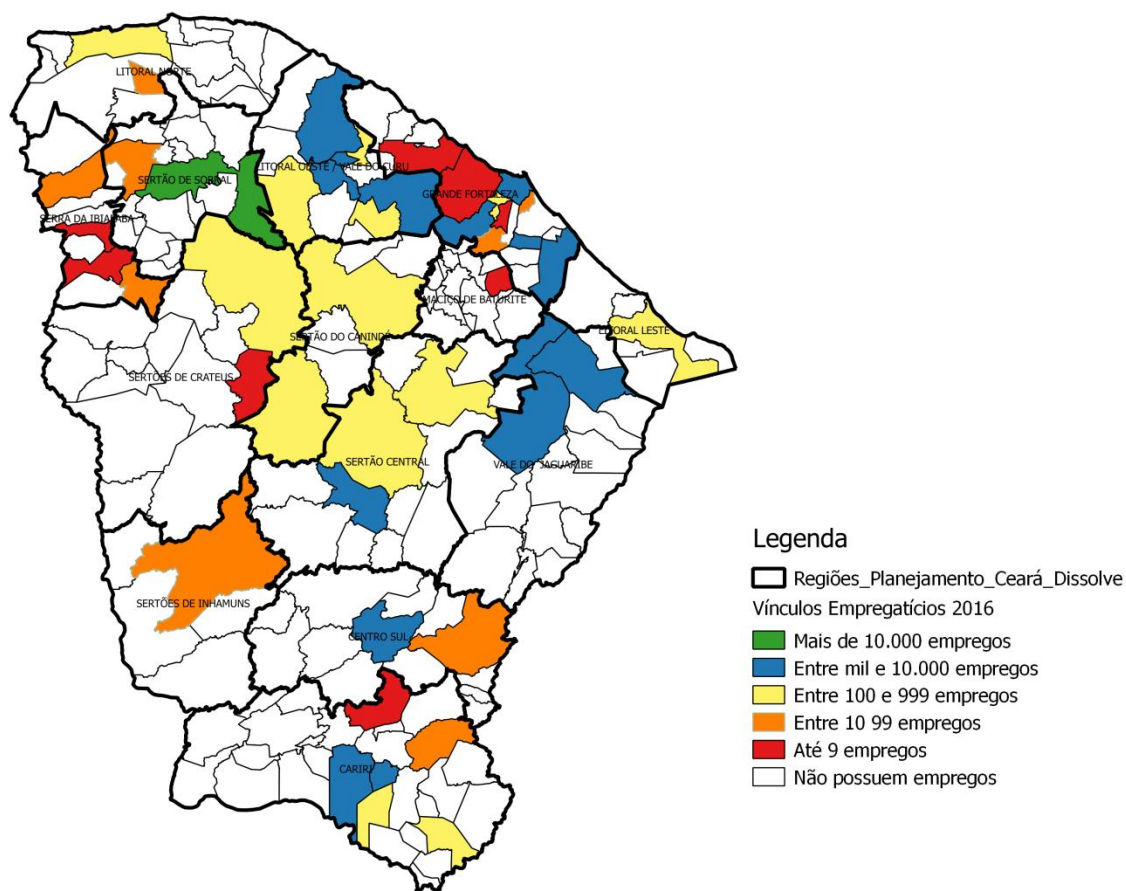 LITORAL NORTE
LITORAL OESTE / VALE DO CURU
SERTÃO DE SOBRAL
GRANDE FORTALEZA
SERRA DA IBIAPABA
MACIÇO DE BATURITÉ
LITORAL LESTE
SERTÃO DO CANINDÉ
SERTÕES DE CRATEUS
SERTÃO CENTRAL
VALE DO JAGUARIBE
SERTÕES DE INHAMUNS
CENTRO SUL
CARIRI
Legenda
Regiões_Planejamento_Ceará_Dissolve
Vínculos Empregatícios 2016
Mais de 10.000 empregos
Entre mil e 10.000 empregos
Entre 100 e 999 empregos
Entre 10 99 empregos
Até 9 empregos
Não possuem empregos